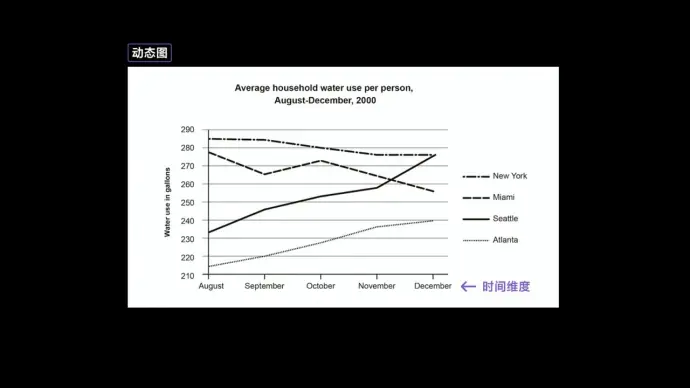 动态图
Average household water use per person,
August-December, 2000
Water use in gallons
290
280
270
260
250
240
230
220
210
August September October November December
New York
Miami
Seattle
Atlanta
时间维度